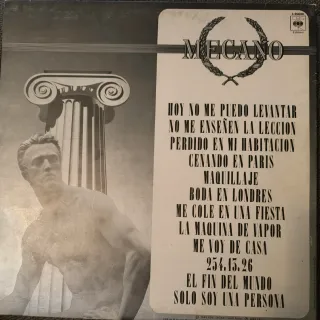 MECANO
CBS
HOY NO ME PUEDO LEVANTAR
NO ME ENSEÑEN LA LECCION
PERDIDO EN MI HABITACION
CENANDO EN PARIS
MAQUILLAJE
BODA EN LONDRES
ME COLE EN UNA FIESTA
LA MAQUINA DE VAPOR
ME VOY DE CASA
254.13.26
EL FIN DEL MUNDO
SOLO SOY UNA PERSONA